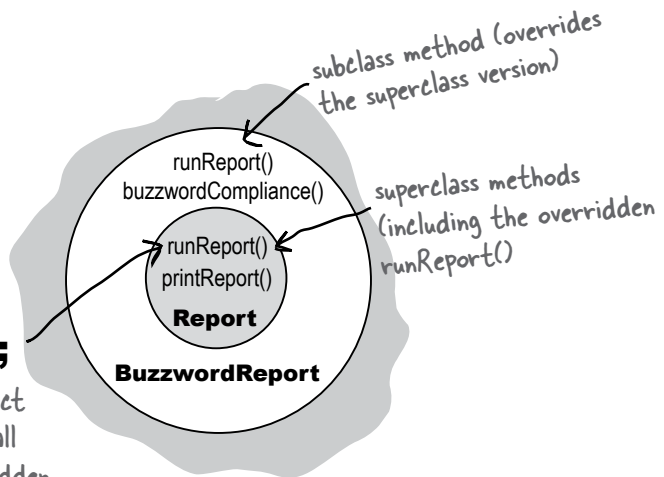 subclass method (overrides
the superclass version)
runReport()
buzzwordCompliance()
superclass methods
(including the overridden
runReport()
runReport()
printReport()
Report
;
BuzzwordReport